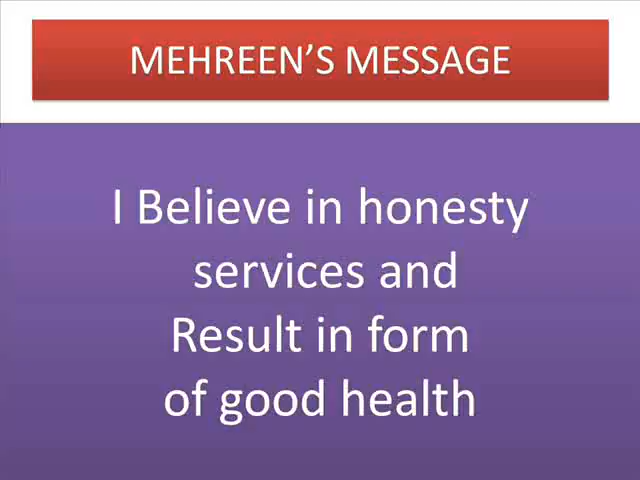 MEHREEN’S MESSAGE
I Believe in honesty
services and
Result in form
of good health